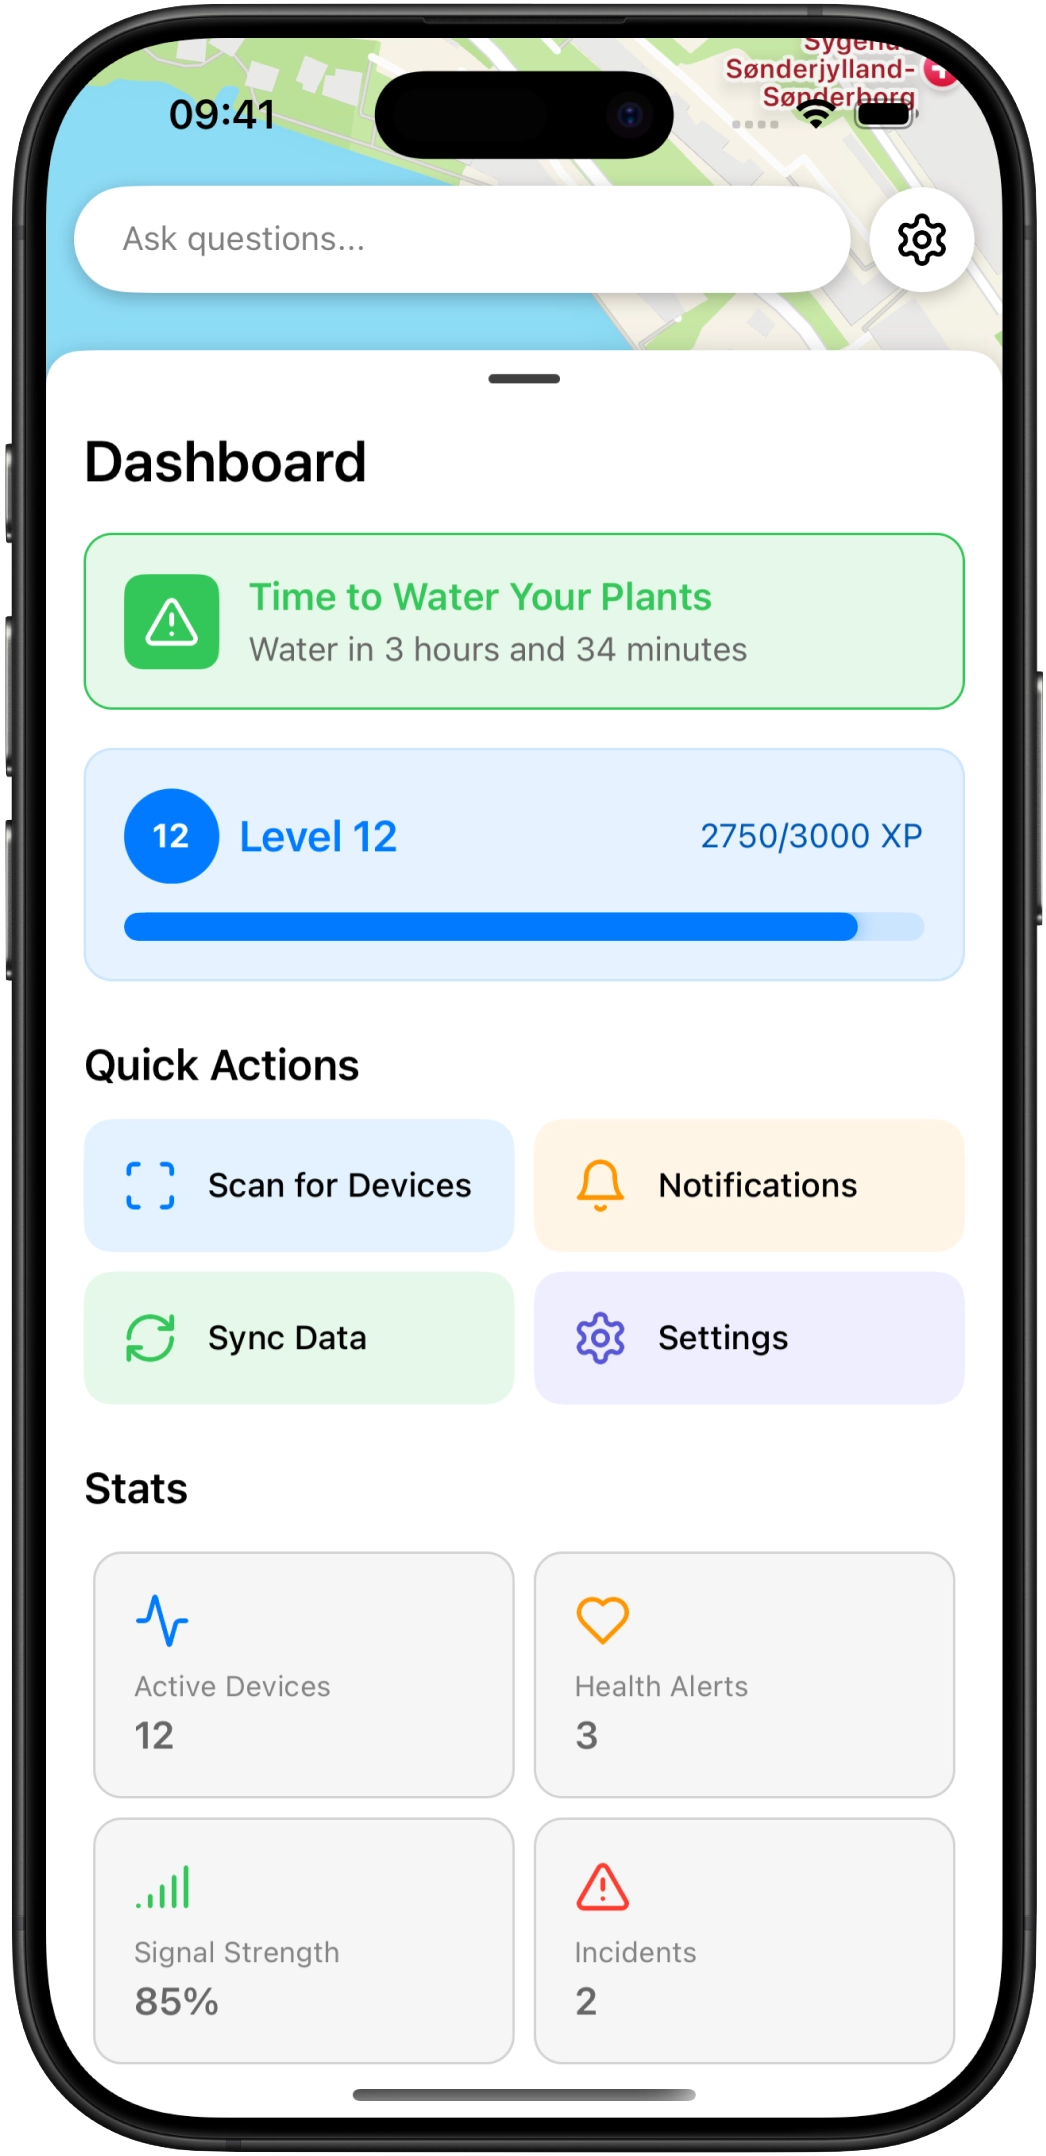 Sygehus
Sønderjylland-
Sønderborg
09:41
Ask questions...
Dashboard
Time to Water Your Plants
Water in 3 hours and 34 minutes
12
Level 12
2750/3000 XP
Quick Actions
Scan for Devices
Notifications
Sync Data
Settings
Stats
Active Devices
12
Health Alerts
3
Signal Strength
85%
Incidents
2